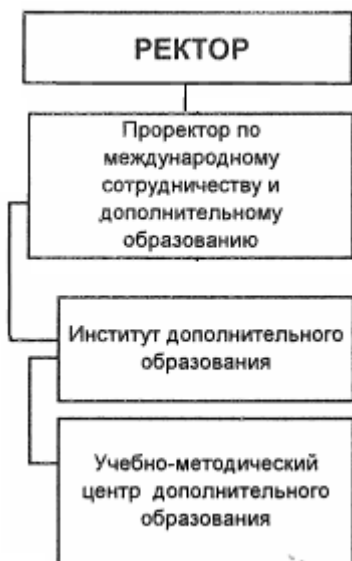 РЕКТОР
Проректор по
международному
сотрудничеству и
дополнительному
образованию
Институт дополнительного
образования
Учебно-методический
центр дополнительного
образования